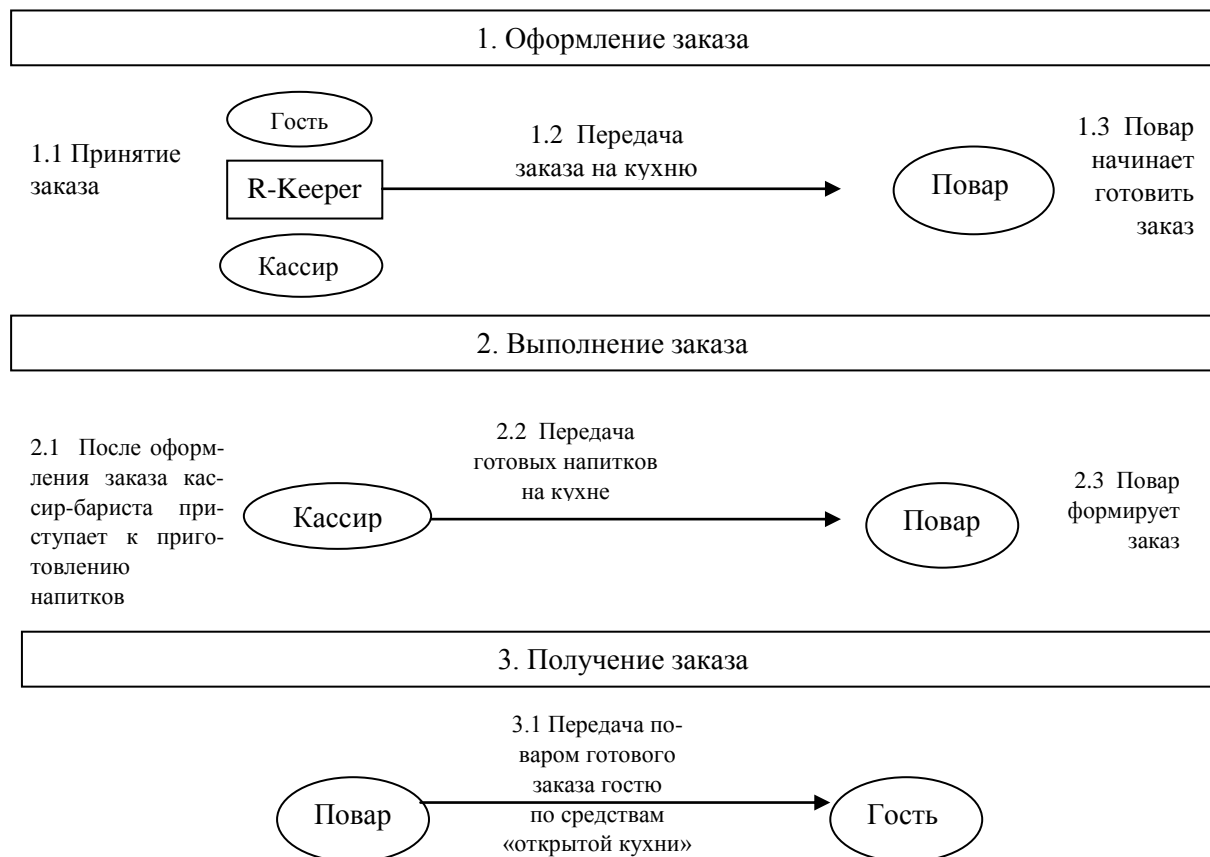 1. Оформление заказа
1.1 Принятие
заказа
Гость
R-Keeper
Кассир
1.2 Передача
заказа на кухню
Повар
1.3 Повар
начинает
готовить
заказ
2. Выполнение заказа
2.1 После оформ-
ления заказа кас-
сир-бариста при-
ступает к приго-
товлению
напитков
Кассир
2.2 Передача
готовых напитков
на кухне
Повар
2.3 Повар
формирует
заказ
3. Получение заказа
Повар
3.1 Передача по-
варом готового
заказа гостю
по средствам
«открытой кухни»
Гость